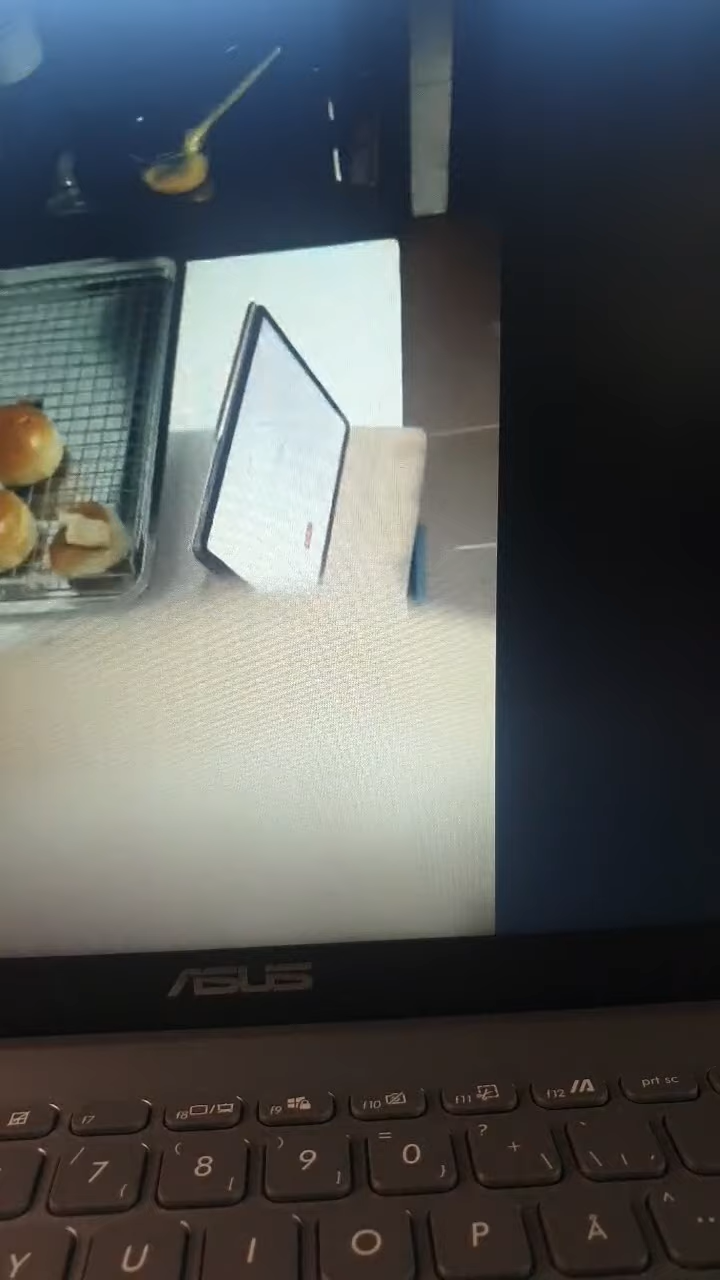 ASUS
f7 f8 f9 f10 f11 f12 prt sc
/ 7 { ( 8 [ ) 9 ] = 0 } ? + \ `
Y U I O P Å ^ ¨